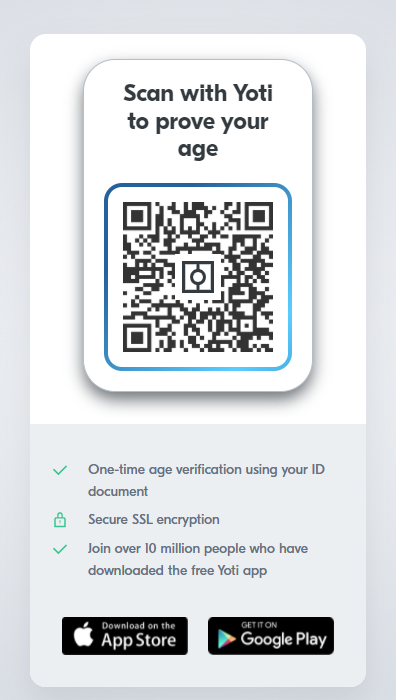 Scan with Yoti
to prove your
age
One-time age verification using your ID
document
Secure SSL encryption
Join over 10 million people who have
downloaded the free Yoti app
Download on the
App Store
GET IT ON
Google Play